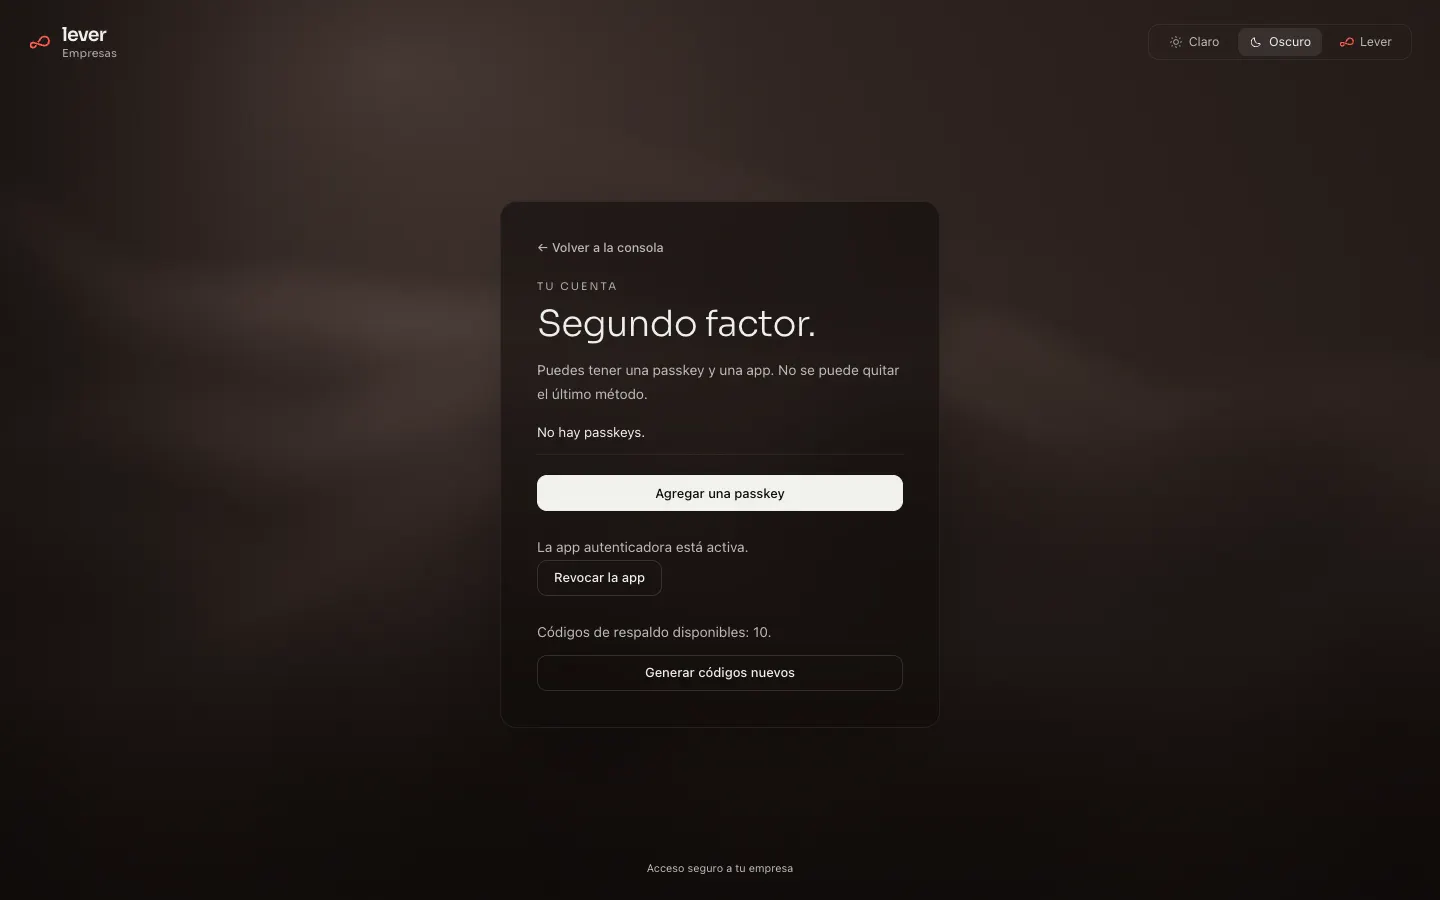 lever
Empresas
Claro
Oscuro
Lever
← Volver a la consola
TU CUENTA
Segundo factor.
Puedes tener una passkey y una app. No se puede quitar
el último método.
No hay passkeys.
Agregar una passkey
La app autenticadora está activa.
Revocar la app
Códigos de respaldo disponibles: 10.
Generar códigos nuevos
Acceso seguro a tu empresa